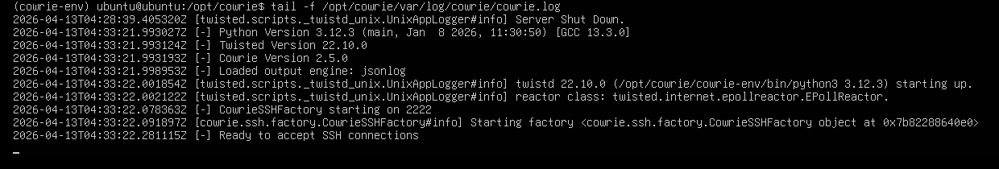 (cowrie-env) ubuntu@ubuntu:/opt/cowrie$ tail -f /opt/cowrie/var/log/cowrie/cowrie.log
2026-04-13T04:28:39.405320Z [twisted.scripts._twistd_unix.UnixAppLogger#info] Server Shut Down.
2026-04-13T04:33:21.993027Z [-] Python Version 3.12.3 (main, Jan  8 2026, 11:30:50) [GCC 13.3.0]
2026-04-13T04:33:21.993124Z [-] Twisted Version 22.10.0
2026-04-13T04:33:21.993193Z [-] Cowrie Version 2.5.0
2026-04-13T04:33:21.998953Z [-] Loaded output engine: jsonlog
2026-04-13T04:33:22.001854Z [twisted.scripts._twistd_unix.UnixAppLogger#info] twistd 22.10.0 (/opt/cowrie/cowrie-env/bin/python3 3.12.3) starting up.
2026-04-13T04:33:22.002122Z [twisted.scripts._twistd_unix.UnixAppLogger#info] reactor class: twisted.internet.epollreactor.EPollReactor.
2026-04-13T04:33:22.078363Z [-] CowrieSSHFactory starting on 2222
2026-04-13T04:33:22.091897Z [cowrie.ssh.factory.CowrieSSHFactory#info] Starting factory <cowrie.ssh.factory.CowrieSSHFactory object at 0x7b82288640e0>
2026-04-13T04:33:22.281115Z [-] Ready to accept SSH connections